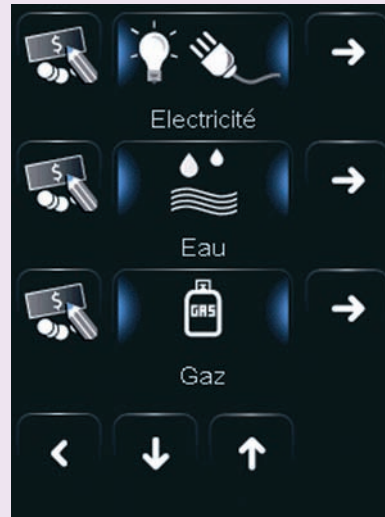 $
Electricité
$
Eau
$
GAS
Gaz